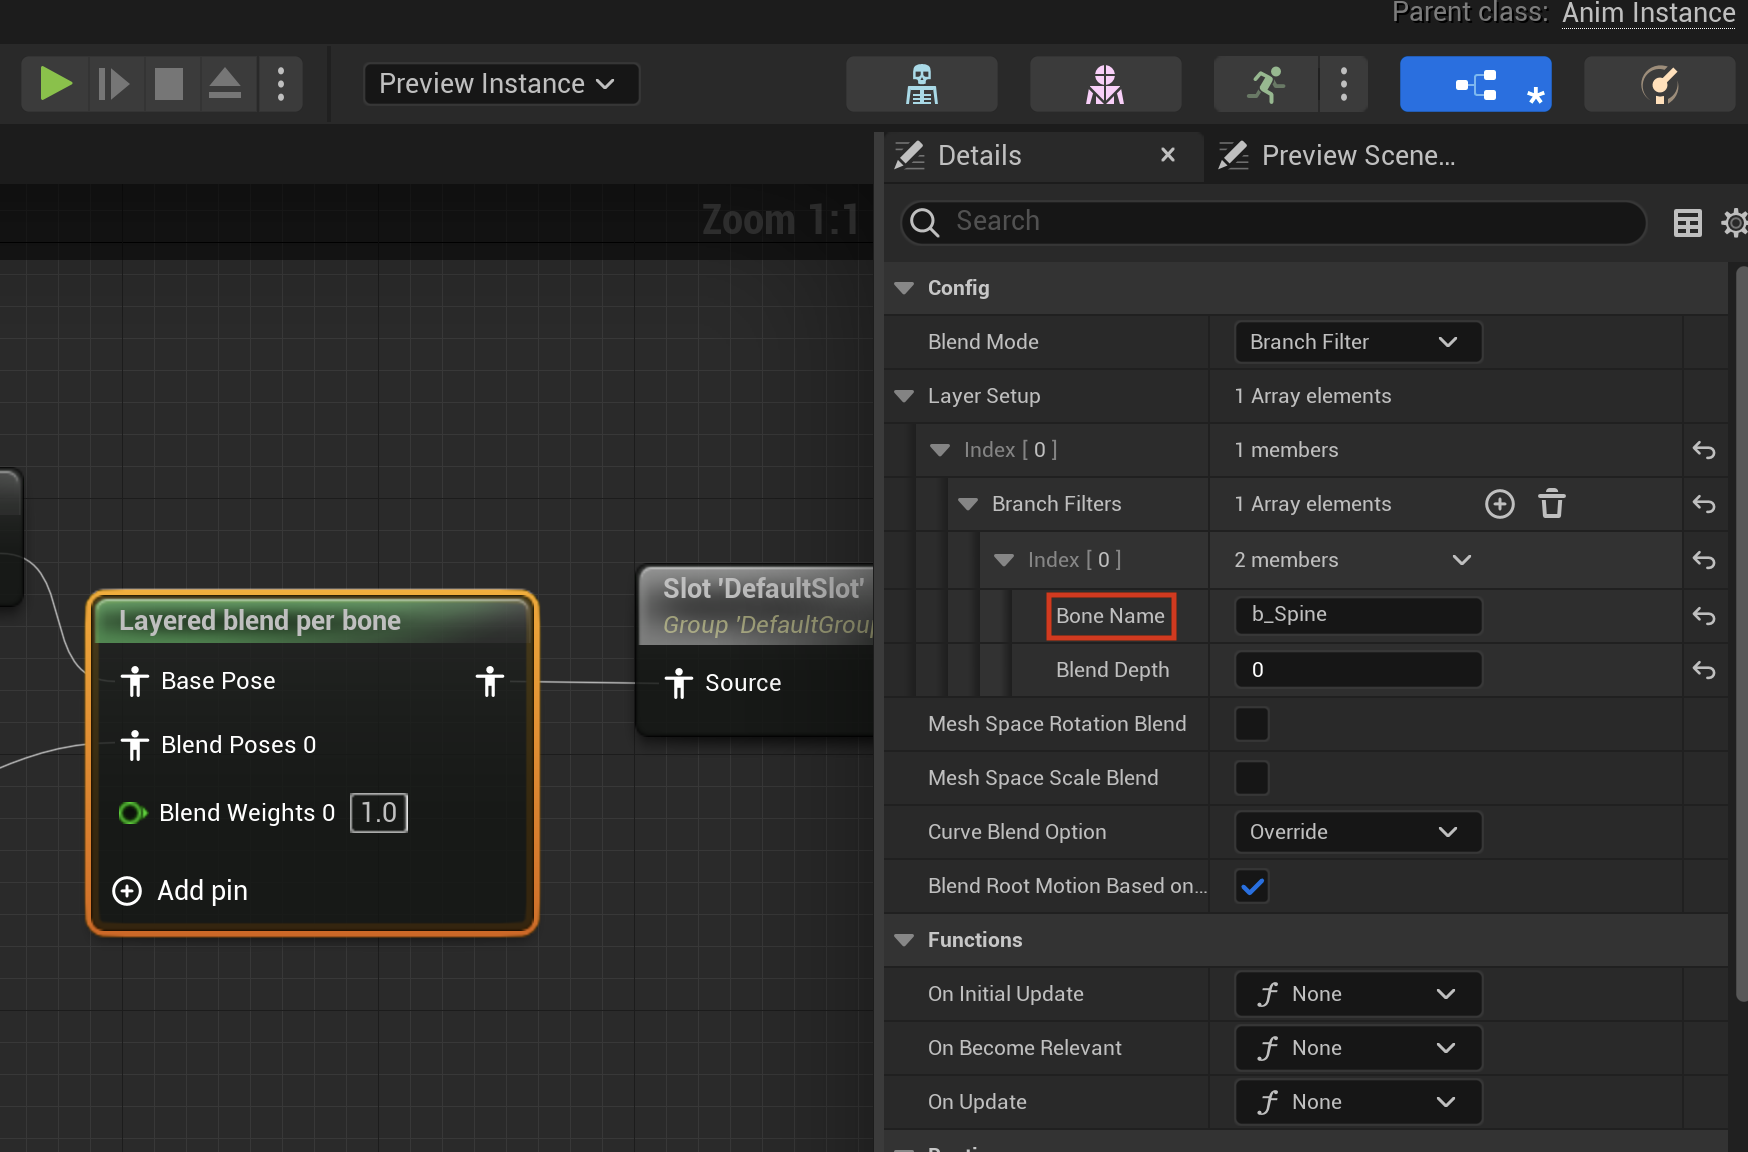 Parent class: Anim Instance
Preview Instance
Details
Preview Scene...
Zoom 1:1
Search
Config
Blend Mode
Branch Filter
Layer Setup
1 Array elements
Index [ 0 ]
1 members
Branch Filters
1 Array elements
Index [ 0 ]
2 members
Bone Name
b_Spine
Blend Depth
0
Mesh Space Rotation Blend
Mesh Space Scale Blend
Curve Blend Option
Override
Blend Root Motion Based on...
Functions
On Initial Update
None
On Become Relevant
None
On Update
None
Layered blend per bone
Base Pose
Blend Poses 0
Blend Weights 0 1.0
Add pin
Slot 'DefaultSlot'
Group 'DefaultGrou
Source